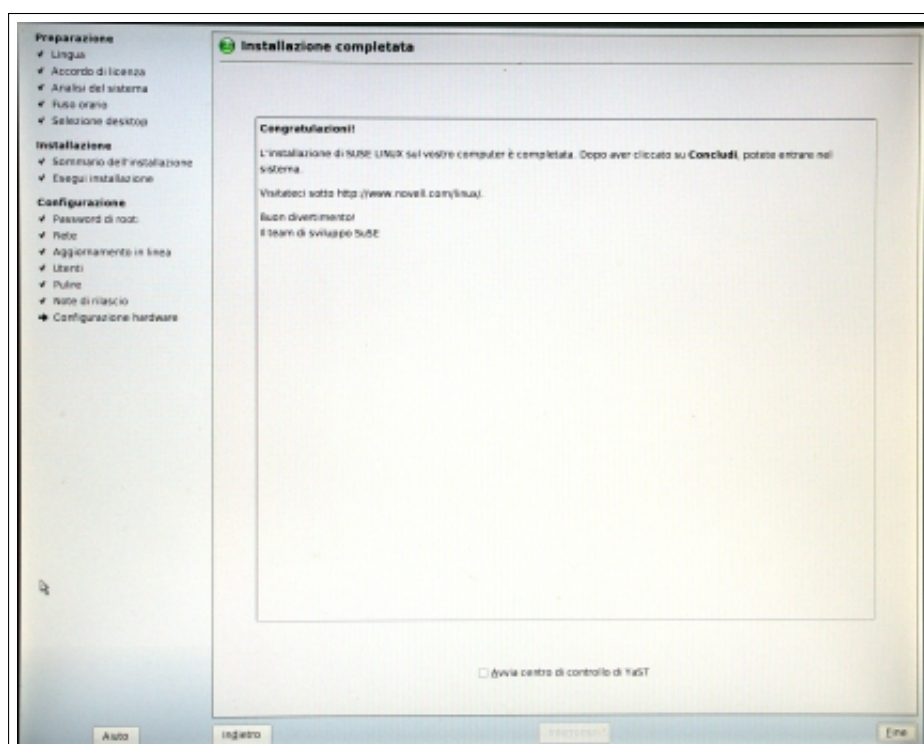 Preparazione
Lingua
Accordo di licenza
Analisi del sistema
Fuso orario
Selezione desktop
Installazione
Sommario dell'installazione
Esegui installazione
Configurazione
Password di root
Rete
Aggiornamento in linea
Utenti
Pulire
Note di rilascio
Configurazione hardware
Installazione completata
Congratulazioni!
L'installazione di SUSE LINUX sul vostro computer è completata. Dopo aver cliccato su Concludi, potete entrare nel
sistema.
Visitateci sotto http://www.novell.com/linux/.
Buon divertimento!
Il team di sviluppo SuSE
Avvia centro di controllo di YaST
Aiuto
Indietro
Fine